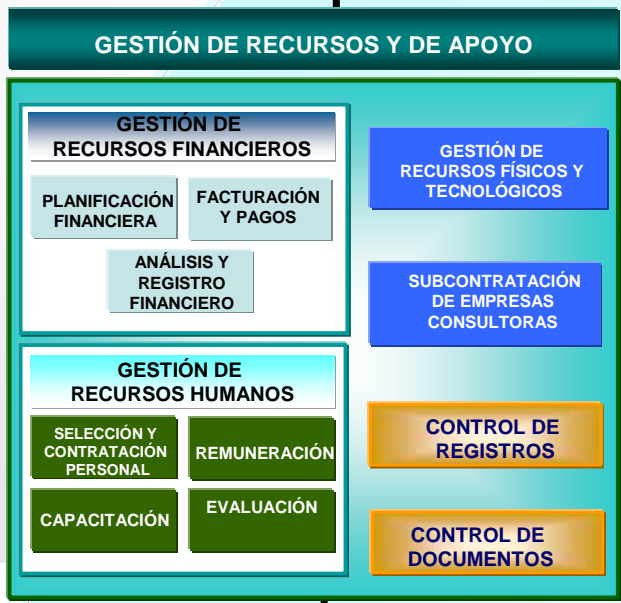 GESTIÓN DE RECURSOS Y DE APOYO
GESTIÓN DE
RECURSOS FINANCIEROS
PLANIFICACIÓN
FINANCIERA
FACTURACIÓN
Y PAGOS
ANÁLISIS Y
REGISTRO
FINANCIERO
GESTIÓN DE
RECURSOS HUMANOS
SELECCIÓN Y
CONTRATACIÓN
PERSONAL
REMUNERACIÓN
CAPACITACIÓN
EVALUACIÓN
GESTIÓN DE
RECURSOS FÍSICOS Y
TECNOLÓGICOS
SUBCONTRATACIÓN
DE EMPRESAS
CONSULTORAS
CONTROL DE
REGISTROS
CONTROL DE
DOCUMENTOS